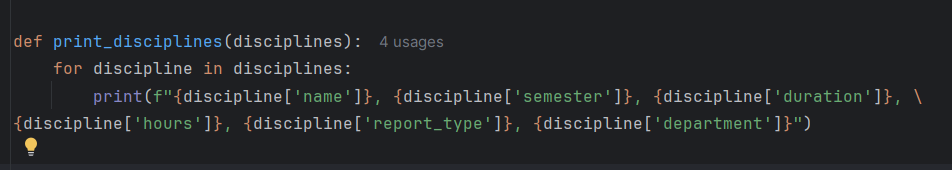 def print_disciplines(disciplines):  4 usages
    for discipline in disciplines:
        print(f"{discipline['name']}, {discipline['semester']}, {discipline['duration']}, \
{discipline['hours']}, {discipline['report_type']}, {discipline['department']}")